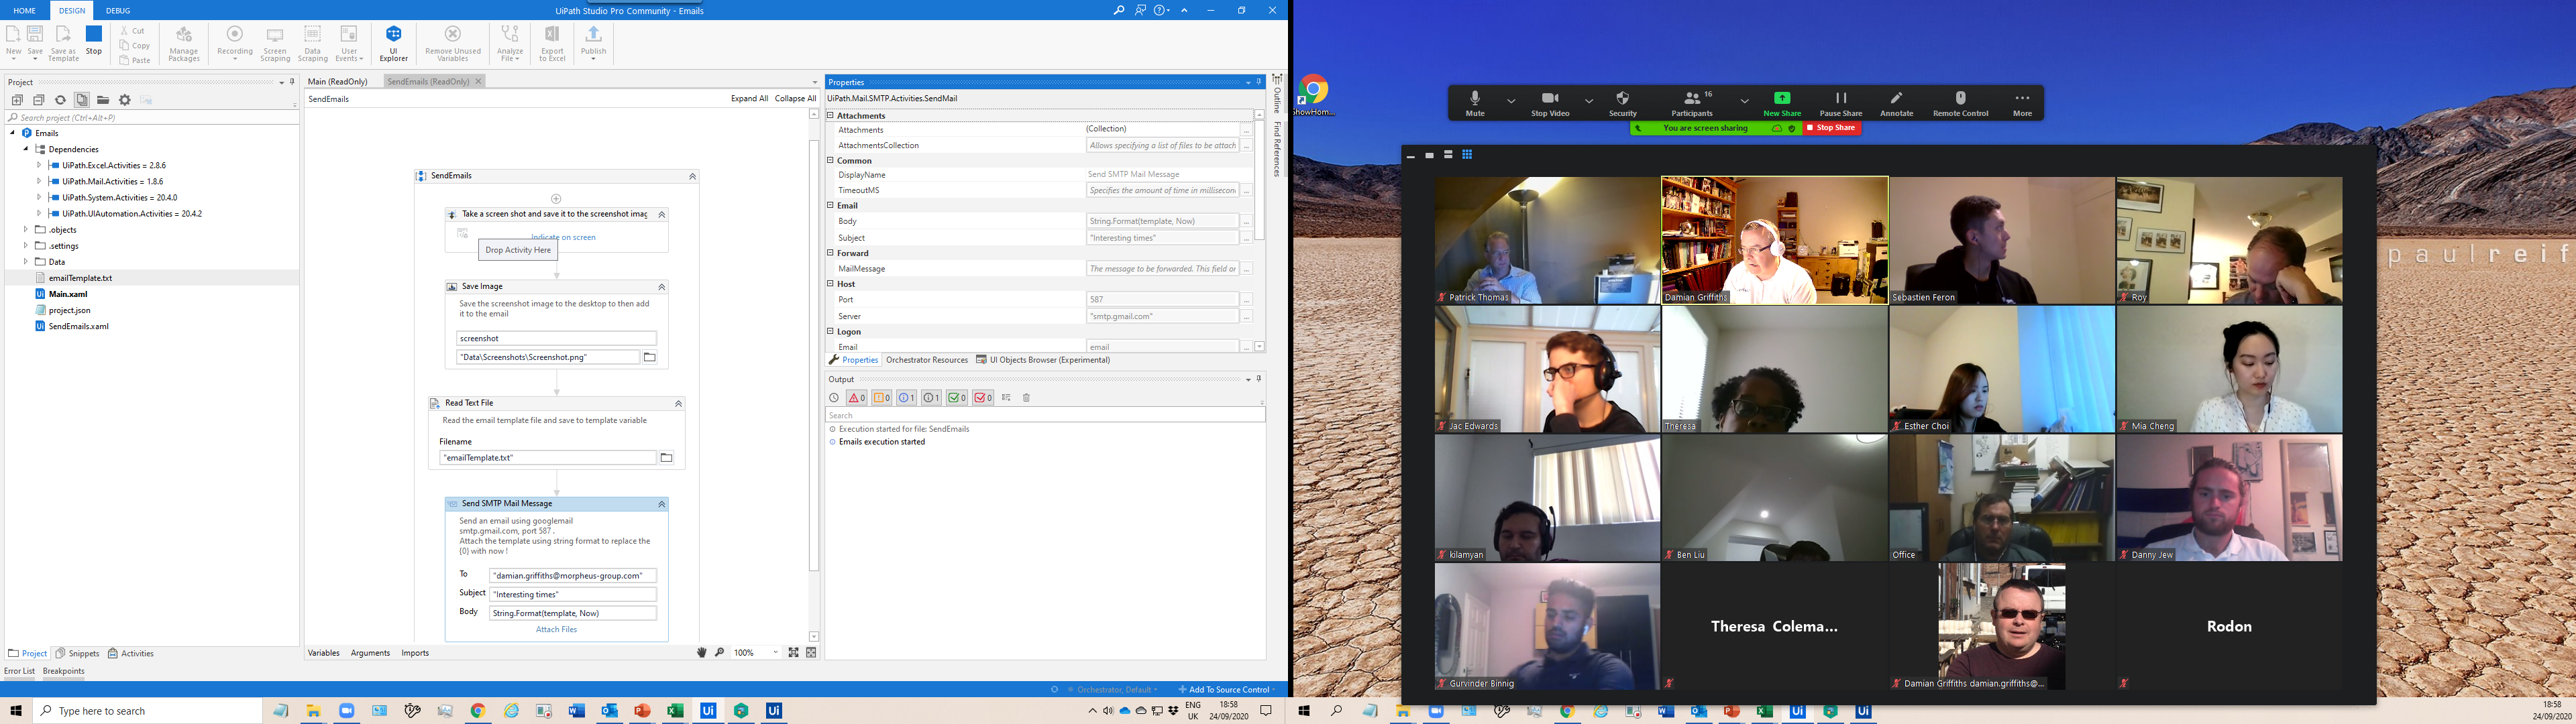 HOME DESIGN DEBUG
UiPath Studio Pro Community - Emails
New
Save
Save as Template
Stop
Cut
Copy
Paste
Manage Packages
Recording
Screen Scraping
Data Scraping
User Events
UI Explorer
Remove Unused Variables
Analyze File
Export to Excel
Publish
Project
Search project (Ctrl+Alt+P)
Emails
Dependencies
UiPath.Excel.Activities = 2.8.6
UiPath.Mail.Activities = 1.8.6
UiPath.System.Activities = 20.4.0
UiPath.UIAutomation.Activities = 20.4.2
.objects
.settings
Data
emailTemplate.txt
Main.xaml
project.json
SendEmails.xaml
Project Snippets Activities
Error List Breakpoints
Main (ReadOnly) SendEmails (ReadOnly)
SendEmails Expand All Collapse All
SendEmails
Take a screen shot and save it to the screenshot imag
Indicate on screen
Drop Activity Here
Save Image
Save the screenshot image to the desktop to then add
it to the email
screenshot
"Data\Screenshots\Screenshot.png"
Read Text File
Read the email template file and save to template variable
Filename
"emailTemplate.txt"
Send SMTP Mail Message
Send an email using googlemail
smtp.gmail.com, port 587 .
Attach the template using string format to replace the
{0} with now !
To "damian.griffiths@morpheus-group.com"
Subject "Interesting times"
Body String.Format(template, Now)
Attach Files
Variables Arguments Imports 100%
Properties
UiPath.Mail.SMTP.Activities.SendMail
Attachments
Attachments (Collection) ...
AttachmentsCollection Allows specifying a list of files to be attach ...
Common
DisplayName Send SMTP Mail Message
TimeoutMS Specifies the amount of time in millisecon ...
Email
Body String.Format(template, Now) ...
Subject "Interesting times" ...
Forward
MailMessage The message to be forwarded. This field or ...
Host
Port 587 ...
Server "smtp.gmail.com" ...
Logon
Email email
Properties Orchestrator Resources UI Objects Browser (Experimental)
Outline
Find References
Output
0 0 1 1 0 0
Search
Execution started for file: SendEmails
Emails execution started
Orchestrator, Default Add To Source Control
Type here to search
ENG
UK
18:58
24/09/2020
ShowHom...
Mute
Stop Video
Security
16
Participants
New Share
Pause Share
Annotate
Remote Control
More
You are screen sharing Stop Share
Patrick Thomas
Damian Griffiths
Sebastien Feron
Roy
Jac Edwards
Theresa
Esther Choi
Mia Cheng
kilamyan
Ben Liu
Office
Danny Jew
Gurvinder Binnig
Theresa Colema...
Damian Griffiths damian.griffiths@...
Rodon
paulreif
18:58
24/09/2020